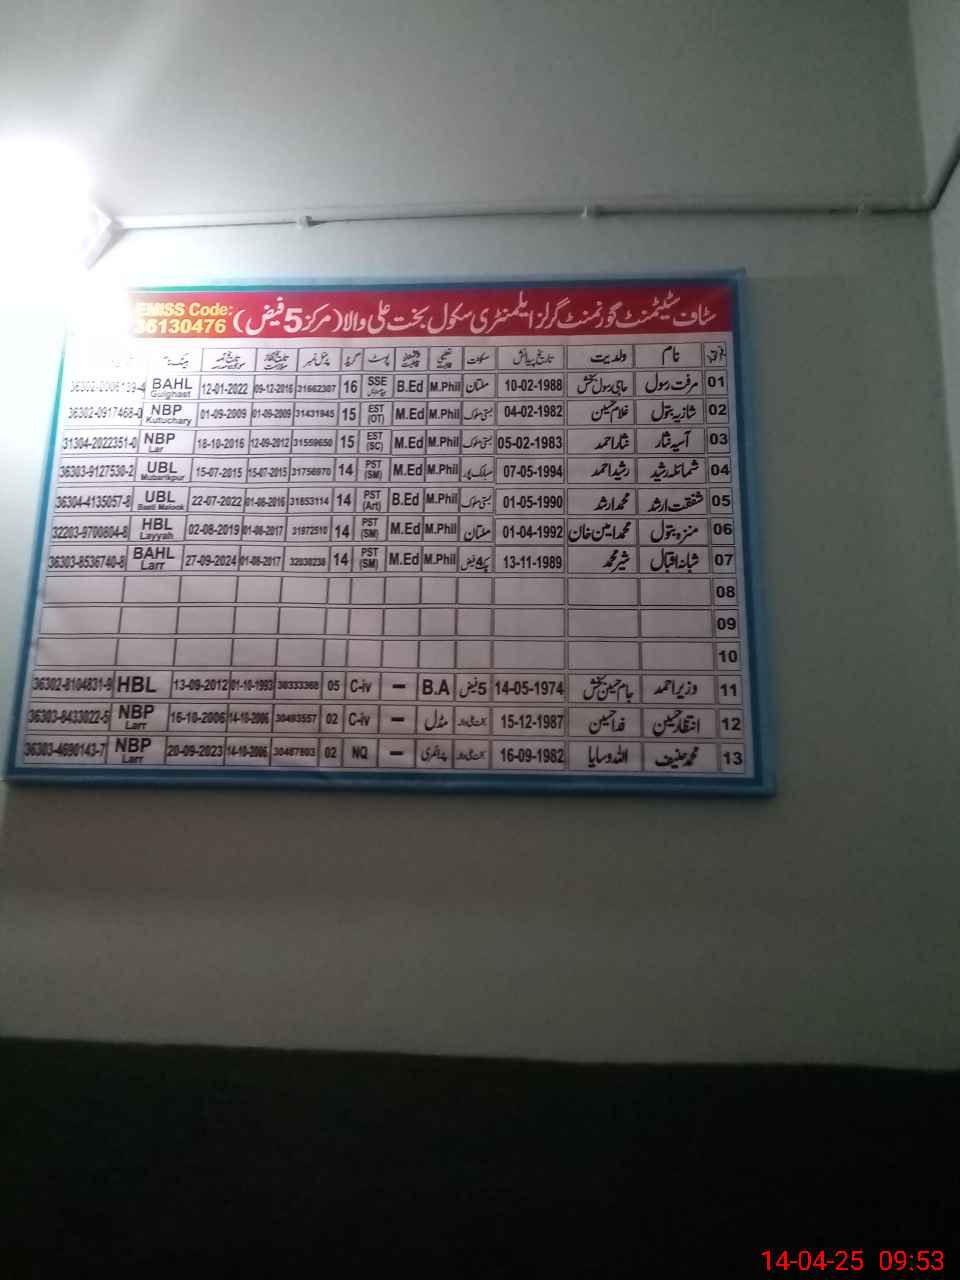 EMISS Code:
سٹاف سٹیٹمنٹ گورنمنٹ گرلز ایلمنٹری سکول بخت علی والا (مرکز 5 فیض) 36130476
نام ولدیت تاریخ پیدائش سکونت پوسٹ گریڈ
01 مرفت رسول حاجی رسول بخش 10-02-1988 ملتان M.Phil B.Ed SSE 16 31662307 09-12-2016 12-01-2022 BAHL Gulghast
02 شازیہ بتول غلام حسین 04-02-1982 M.Phil M.Ed EST (OT) 15 31431945 01-09-2009 01-09-2009 NBP Kutuchary 36302-0917468-0
03 آسیہ نثار نثار احمد 05-02-1983 M.Phil M.Ed EST (SC) 15 31559650 12-09-2012 18-10-2016 NBP Lar 31304-2022351-0
04 شمائلہ رشید رشید احمد 07-05-1994 M.Phil M.Ed PST (SM) 14 31756970 15-07-2015 15-07-2015 UBL Mubarikpur 36303-9127530-2
05 شفقت ارشد محمد ارشد 01-05-1990 M.Phil B.Ed PST (Art) 14 31853114 01-08-2016 22-07-2022 UBL Basti Malook 36304-4135057-8
06 منزہ بتول محمد امین خان 01-04-1992 ملتان M.Phil M.Ed PST (SM) 14 31972510 01-08-2017 02-08-2019 HBL Layyah 32203-9700804-8
07 شبانہ اقبال شیر محمد 13-11-1989 M.Phil M.Ed PST (SM) 14 32030238 01-08-2017 27-09-2024 BAHL Larr 36303-8536740-8
08
09
10
11 وزیر احمد جام حسین بخش 14-05-1974 5 فیض B.A – C-iv 05 30333368 01-10-1993 13-09-2012 HBL 36302-8104831-9
12 انتظار حسین فدا حسین 15-12-1987 مڈل – C-iv 02 30493557 14-10-2006 16-10-2006 NBP Larr 36303-8433022-5
13 محمد حنیف اللہ وسایا 16-09-1982 پرائمری – NQ 02 30487803 14-10-2006 20-09-2023 NBP Larr 36303-4690143-7
14-04-25 09:53